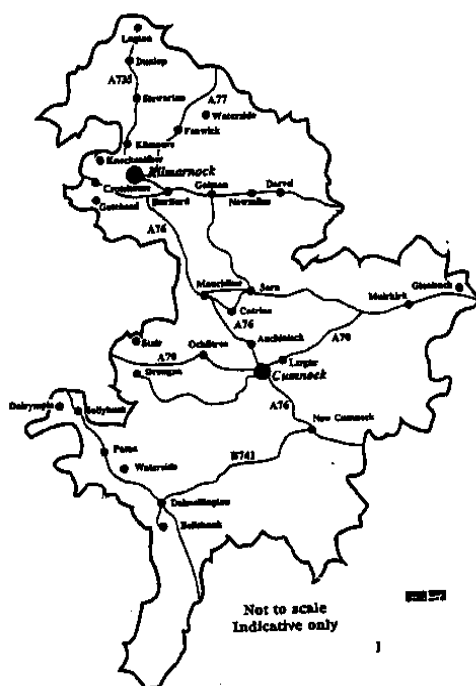 Lugton
Dunlop
A735
Stewarton
A77
Waterside
Fenwick
Kilmaurs
Knockentiber
Kilmarnock
Crosshouse
Galston
Darvel
Hurlford
Newmilns
Gatehead
A76
Mauchline
Sorn
Glenbuck
Muirkirk
Catrine
A76
Stair
Auchinleck
Ochiltree
A70
A70
Lugar
Drongan
Cumnock
A76
Dalrymple
Hollybush
New Cumnock
Patna
Waterside
B741
Dalmellington
Bellsbank
Not to scale
Indicative only